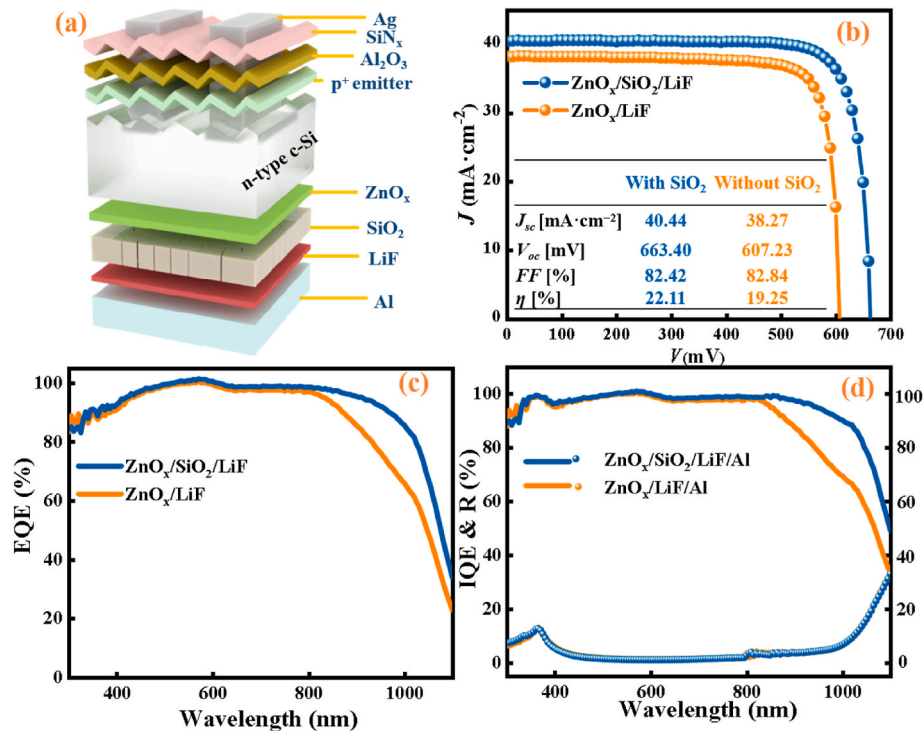 (a)
Ag
SiNₓ
Al₂O₃
p⁺ emitter
n-type c-Si
ZnOₓ
SiO₂
LiF
Al
(b)
J (mA·cm⁻²)
40
30
20
10
0
ZnOₓ/SiO₂/LiF
ZnOₓ/LiF
With SiO₂ Without SiO₂
Jsc [mA·cm⁻²] 40.44 38.27
Voc [mV] 663.40 607.23
FF [%] 82.42 82.84
η [%] 22.11 19.25
0 100 200 300 400 500 600 700
V(mV)
(c)
EQE (%)
100
80
60
40
20
0
ZnOₓ/SiO₂/LiF
ZnOₓ/LiF
400 600 800 1000
Wavelength (nm)
(d)
IQE & R (%)
100
80
60
40
20
0
ZnOₓ/SiO₂/LiF/Al
ZnOₓ/LiF/Al
100
80
60
40
20
0
400 600 800 1000
Wavelength (nm)